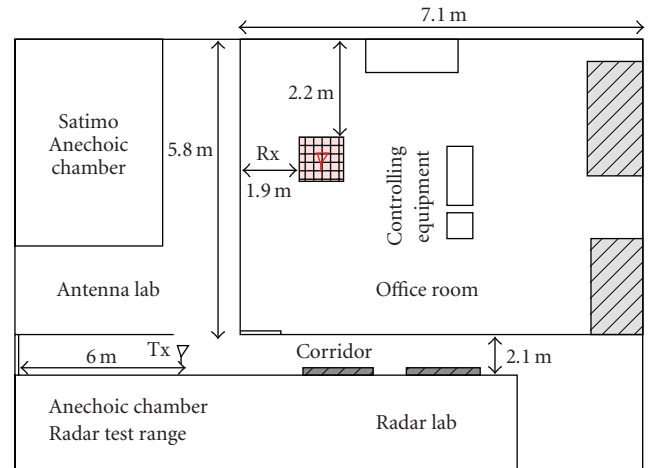 7.1 m
2.2 m
Satimo
Anechoic
chamber
5.8 m
Rx
1.9 m
Controlling
equipment
Antenna lab
Office room
Tx
6 m
Corridor
2.1 m
Anechoic chamber
Radar test range
Radar lab